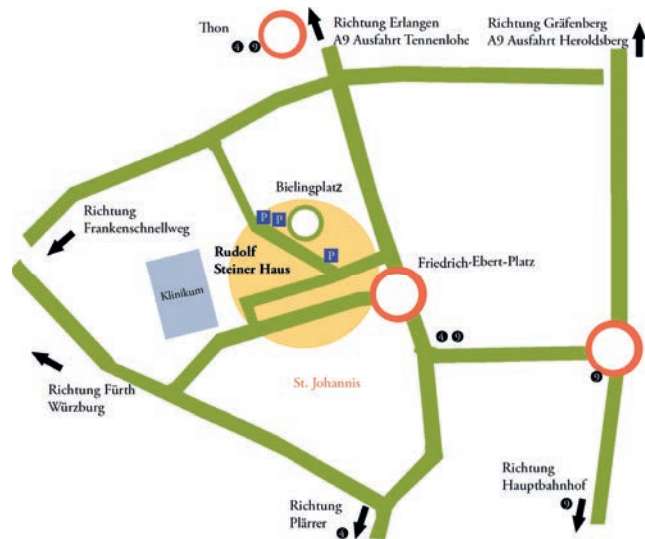 Thon
4 9
Richtung Erlangen
A9 Ausfahrt Tennenlohe
Richtung Gräfenberg
A9 Ausfahrt Heroldsberg
Bielingplatz
P P
Richtung
Frankenschnellweg
Rudolf
Steiner Haus
P
Friedrich-Ebert-Platz
Klinikum
4 9
9
St. Johannis
Richtung Fürth
Würzburg
Richtung
Hauptbahnhof
9
Richtung
Plärrer
4